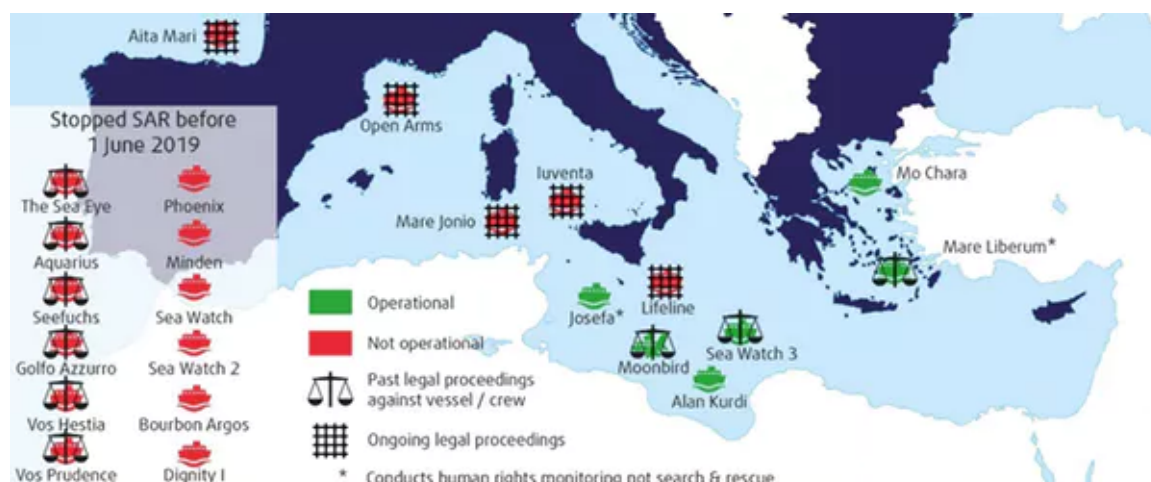 Aita Mari
Stopped SAR before
1 June 2019
The Sea Eye
Phoenix
Aquarius
Minden
Seefuchs
Sea Watch
Golfo Azzurro
Sea Watch 2
Vos Hestia
Bourbon Argos
Vos Prudence
Dignity I
Open Arms
Iuventa
Mare Jonio
Lifeline
Josefa*
Moonbird
Sea Watch 3
Alan Kurdi
Mo Chara
Mare Liberum*
Operational
Not operational
Past legal proceedings
against vessel / crew
Ongoing legal proceedings
* Conducts human rights monitoring not search & rescue